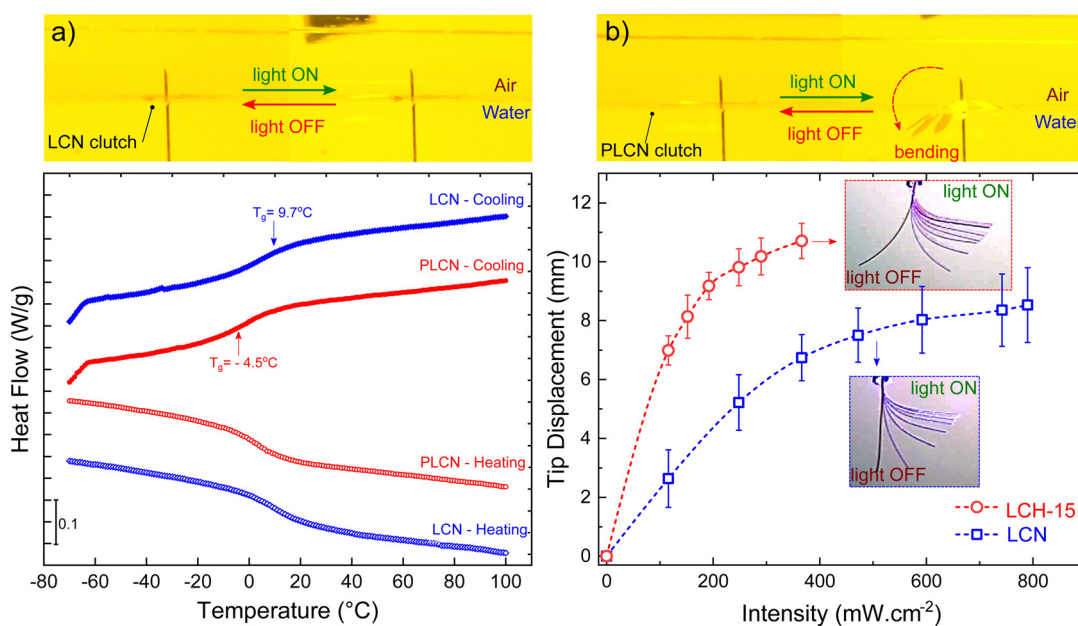 a)
light ON
light OFF
Air
Water
LCN clutch
b)
light ON
light OFF
Air
Water
PLCN clutch
bending
LCN - Cooling
Tg= 9.7ºC
PLCN - Cooling
Tg= - 4.5ºC
PLCN - Heating
LCN - Heating
0.1
Heat Flow (W/g)
-80 -60 -40 -20 0 20 40 60 80 100
Temperature (°C)
12
10
8
6
4
2
0
Tip Displacement (mm)
light ON
light OFF
light ON
light OFF
LCH-15
LCN
0 200 400 600 800
Intensity (mW.cm-2)